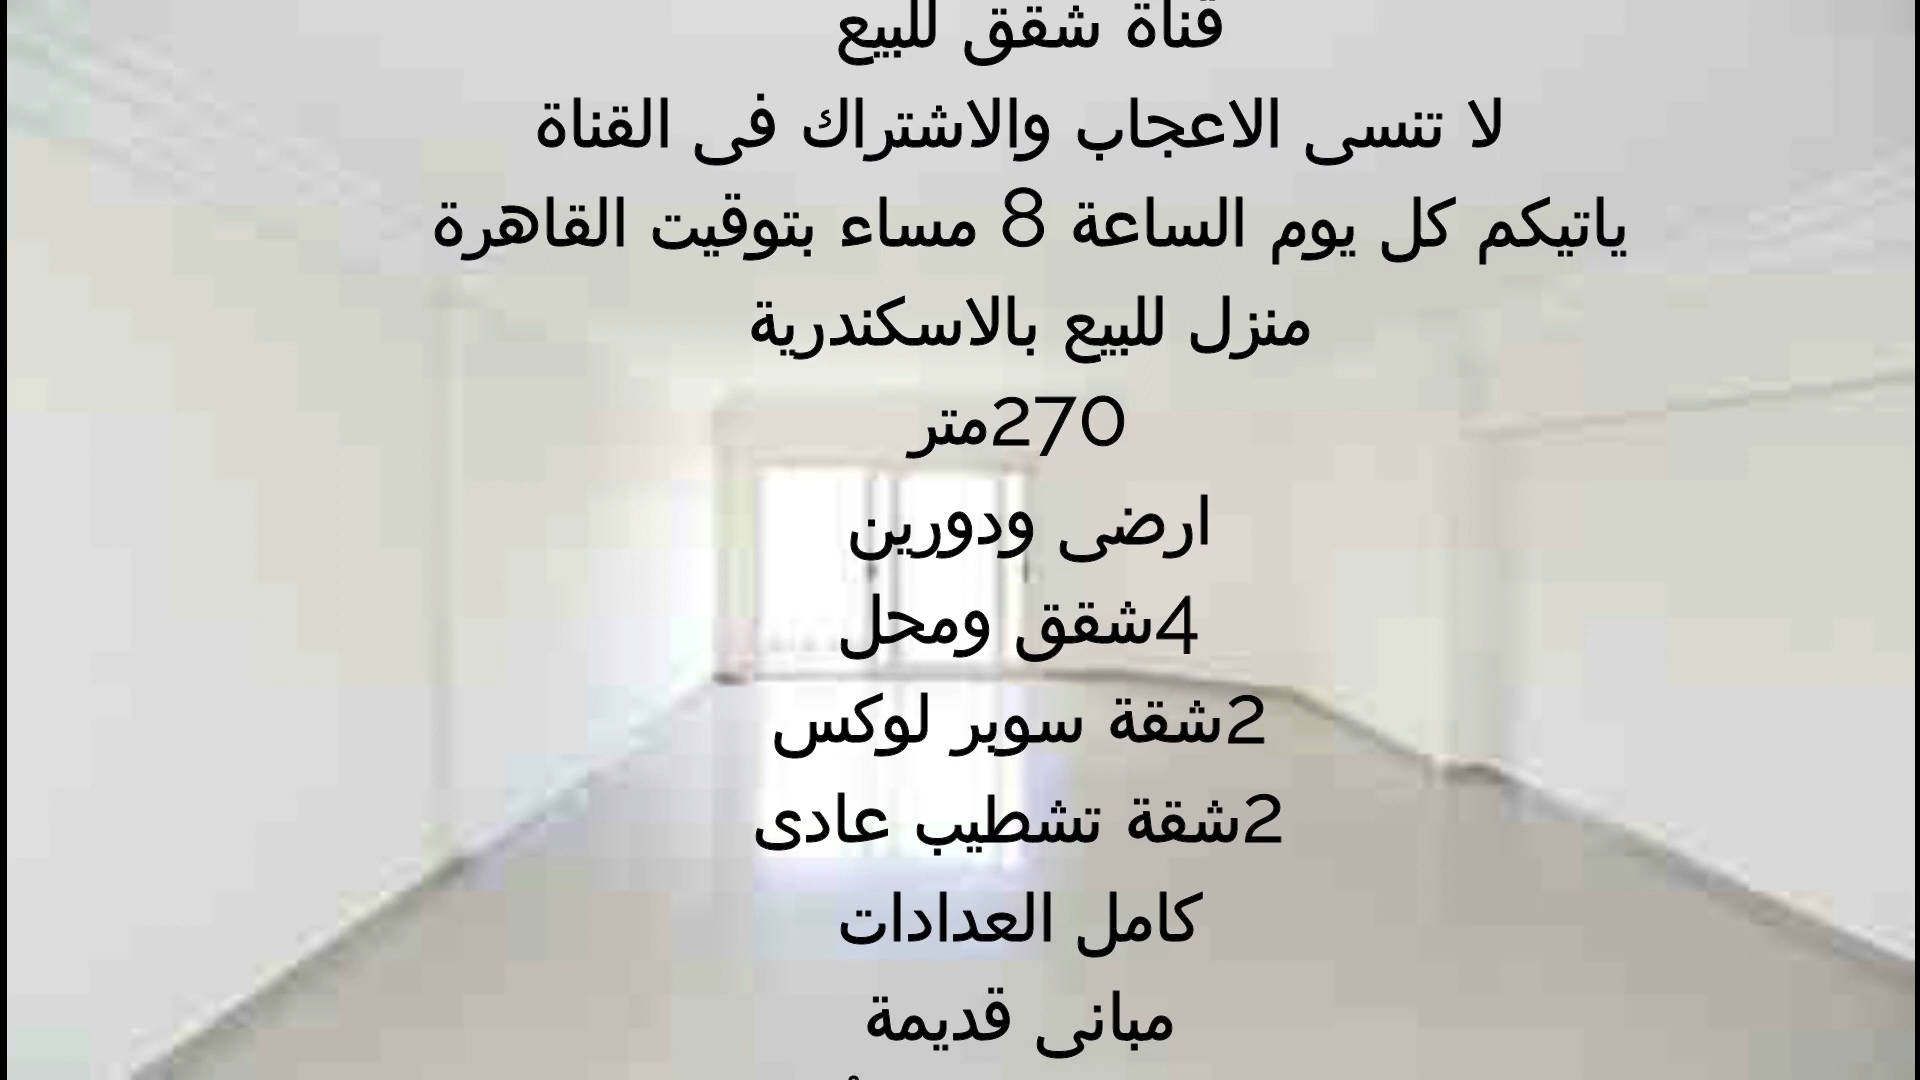 قناة شقق للبيع
لا تنسى الاعجاب والاشتراك فى القناة
ياتيكم كل يوم الساعة 8 مساء بتوقيت القاهرة
منزل للبيع بالاسكندرية
270متر
ارضى ودورين
4شقق ومحل
2شقة سوبر لوكس
2شقة تشطيب عادى
كامل العدادات
مبانى قديمة